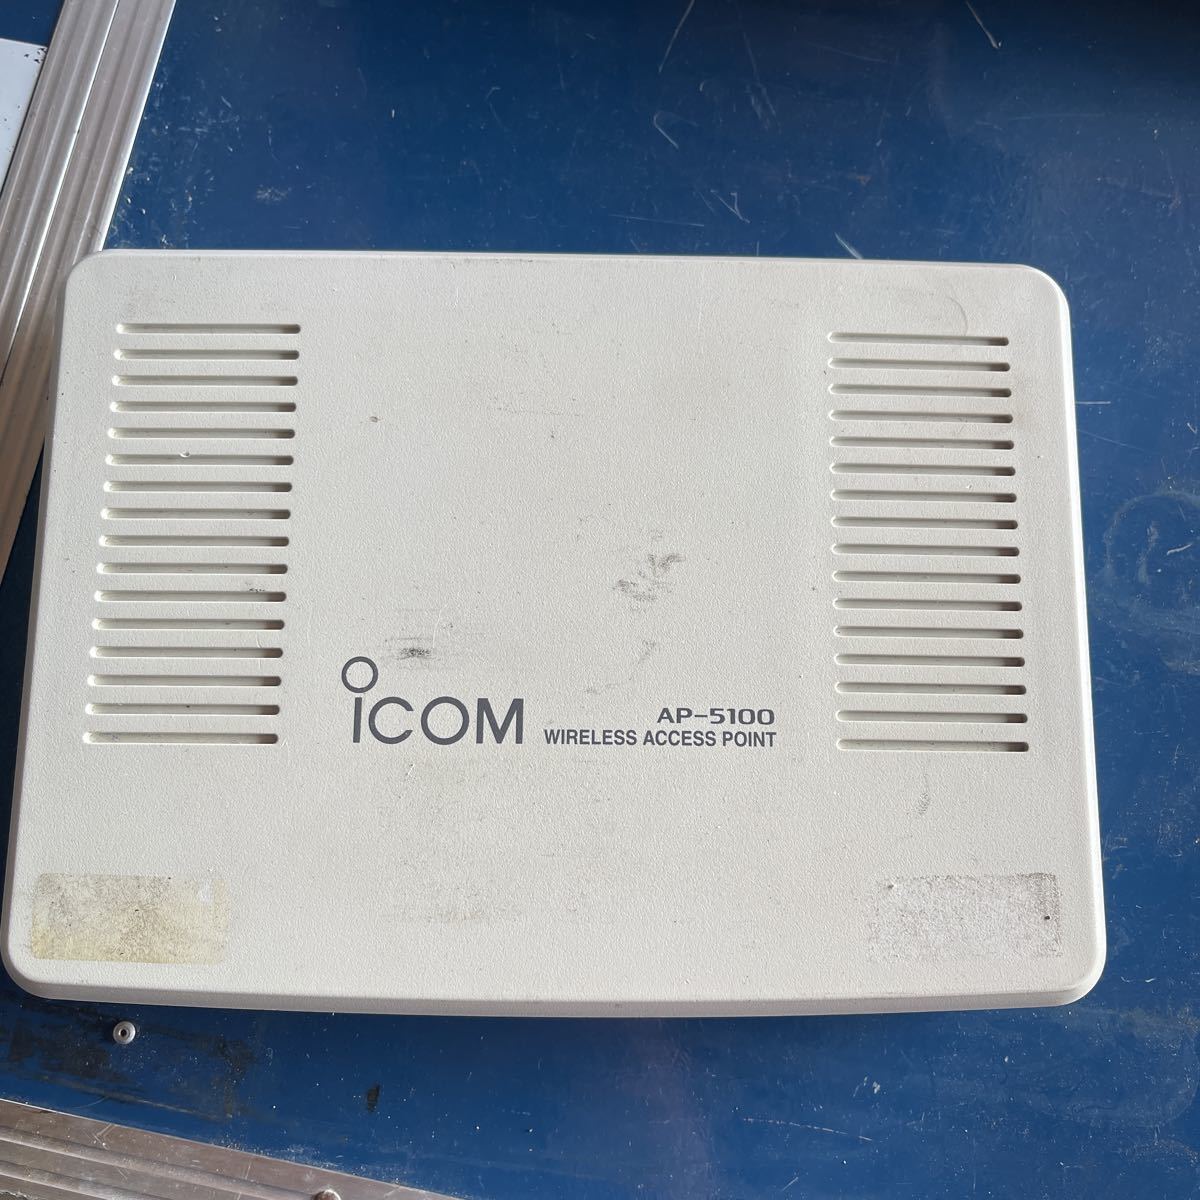 iCOM
AP-5100
WIRELESS ACCESS POINT